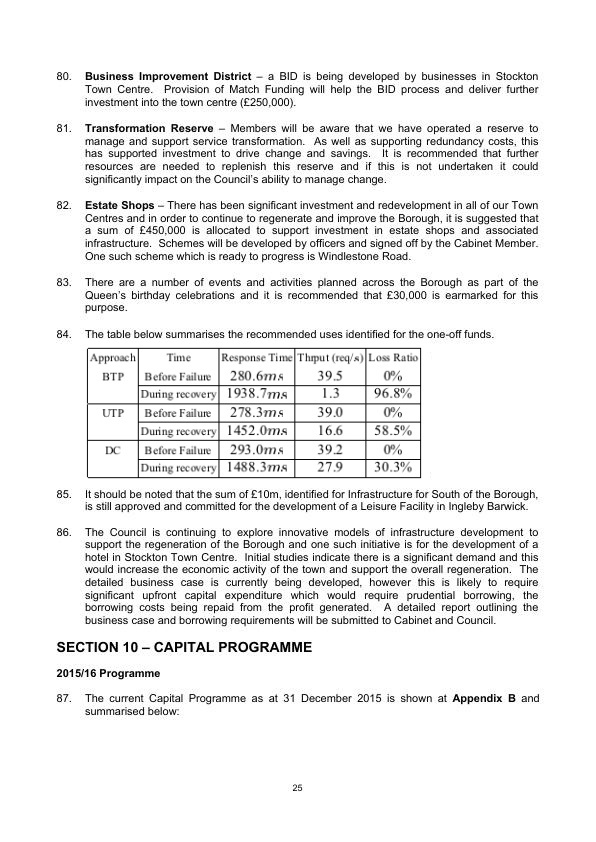 80. Business Improvement District – a BID is being developed by businesses in Stockton
Town Centre. Provision of Match Funding will help the BID process and deliver further
investment into the town centre (£250,000).
81. Transformation Reserve – Members will be aware that we have operated a reserve to
manage and support service transformation. As well as supporting redundancy costs, this
has supported investment to drive change and savings. It is recommended that further
resources are needed to replenish this reserve and if this is not undertaken it could
significantly impact on the Council's ability to manage change.
82. Estate Shops – There has been significant investment and redevelopment in all of our Town
Centres and in order to continue to regenerate and improve the Borough, it is suggested that
a sum of £450,000 is allocated to support investment in estate shops and associated
infrastructure. Schemes will be developed by officers and signed off by the Cabinet Member.
One such scheme which is ready to progress is Windlestone Road.
83. There are a number of events and activities planned across the Borough as part of the
Queen's birthday celebrations and it is recommended that £30,000 is earmarked for this
purpose.
84. The table below summarises the recommended uses identified for the one-off funds.
Approach Time Response Time Thput (req/s) Loss Ratio
BTP Before Failure 280.6ms 39.5 0%
During recovery 1938.7ms 1.3 96.8%
UTP Before Failure 278.3ms 39.0 0%
During recovery 1452.0ms 16.6 58.5%
DC Before Failure 293.0ms 39.2 0%
During recovery 1488.3ms 27.9 30.3%
85. It should be noted that the sum of £10m, identified for Infrastructure for South of the Borough,
is still approved and committed for the development of a Leisure Facility in Ingleby Barwick.
86. The Council is continuing to explore innovative models of infrastructure development to
support the regeneration of the Borough and one such initiative is for the development of a
hotel in Stockton Town Centre. Initial studies indicate there is a significant demand and this
would increase the economic activity of the town and support the overall regeneration. The
detailed business case is currently being developed, however this is likely to require
significant upfront capital expenditure which would require prudential borrowing, the
borrowing costs being repaid from the profit generated. A detailed report outlining the
business case and borrowing requirements will be submitted to Cabinet and Council.
SECTION 10 – CAPITAL PROGRAMME
2015/16 Programme
87. The current Capital Programme as at 31 December 2015 is shown at Appendix B and
summarised below:
25